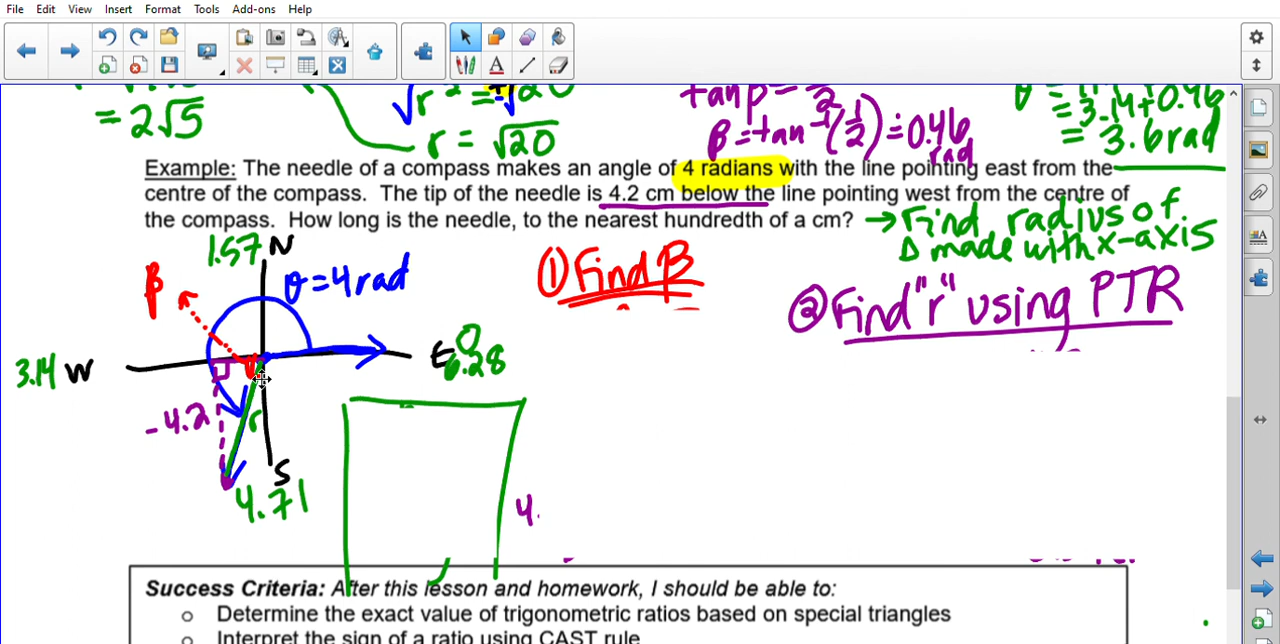 File Edit View Insert Format Tools Add-ons Help
= 2√5
√r² = ±√20
r = √20
tan β =
2
β = tan⁻¹(1/2) ≐ 0.46 rad
= 3.14 + 0.46
= 3.6 rad
Example: The needle of a compass makes an angle of 4 radians with the line pointing east from the
centre of the compass. The tip of the needle is 4.2 cm below the line pointing west from the centre of
the compass. How long is the needle, to the nearest hundredth of a cm?
→ Find radius of
Δ made with x-axis
1.57 N
θ = 4 rad
β
① Find β
② Find "r" using PTR
3.14 W
E 0
6.28
-4.2
r
S
4.71
4.
Success Criteria: After this lesson and homework, I should be able to:
o Determine the exact value of trigonometric ratios based on special triangles
o Interpret the sign of a ratio using CAST rule